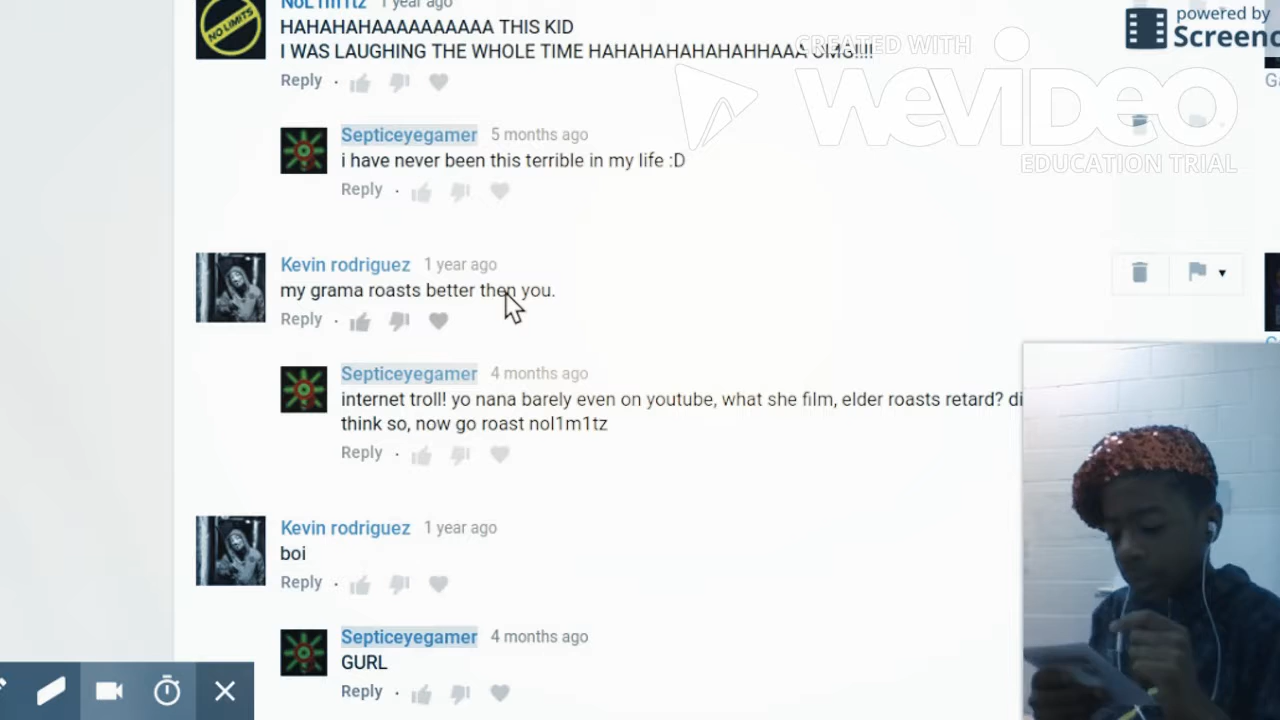 NoL1m1tz 1 year ago
HAHAHAHAAAAAAAAAA THIS KID
I WAS LAUGHING THE WHOLE TIME HAHAHAHAHAHAHHAAA OMG!!!!
Reply
Septiceyegamer 5 months ago
i have never been this terrible in my life :D
Reply
Kevin rodriguez 1 year ago
my grama roasts better then you.
Reply
Septiceyegamer 4 months ago
internet troll! yo nana barely even on youtube, what she film, elder roasts retard? di
think so, now go roast nol1m1tz
Reply
Kevin rodriguez 1 year ago
boi
Reply
Septiceyegamer 4 months ago
GURL
Reply
NO LIMITS
CREATED WITH
WEVIDEO
EDUCATION TRIAL
powered by
Screenc
Ga